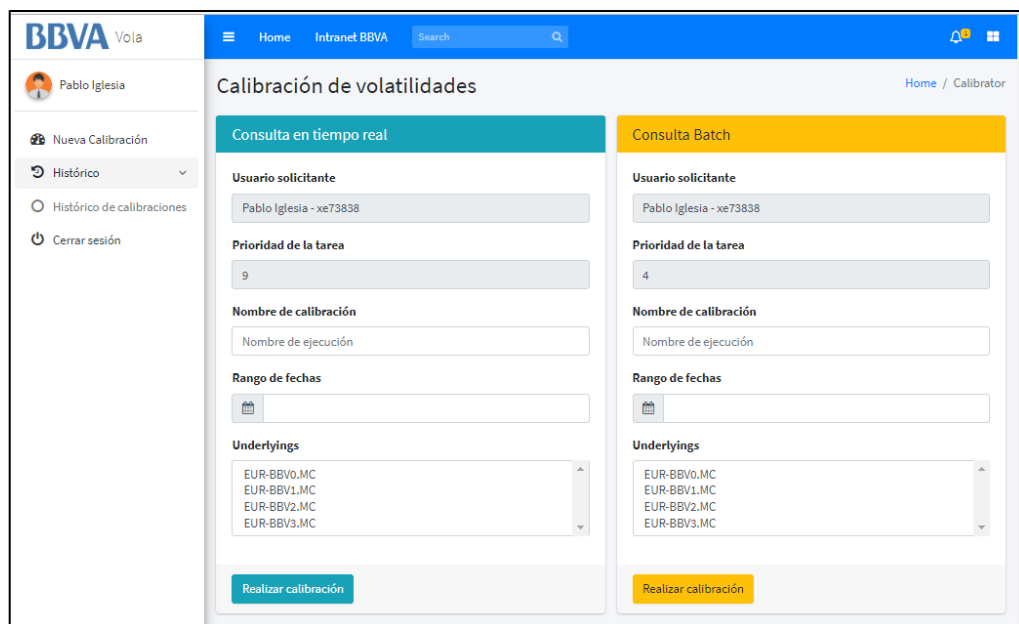 BBVA Vola
Home Intranet BBVA Search
Pablo Iglesia
Nueva Calibración
Histórico
Histórico de calibraciones
Cerrar sesión
Calibración de volatilidades
Home / Calibrator
Consulta en tiempo real
Usuario solicitante
Pablo Iglesia - xe73838
Prioridad de la tarea
9
Nombre de calibración
Nombre de ejecución
Rango de fechas
Underlyings
EUR-BBV0.MC
EUR-BBV1.MC
EUR-BBV2.MC
EUR-BBV3.MC
Realizar calibración
Consulta Batch
Usuario solicitante
Pablo Iglesia - xe73838
Prioridad de la tarea
4
Nombre de calibración
Nombre de ejecución
Rango de fechas
Underlyings
EUR-BBV0.MC
EUR-BBV1.MC
EUR-BBV2.MC
EUR-BBV3.MC
Realizar calibración